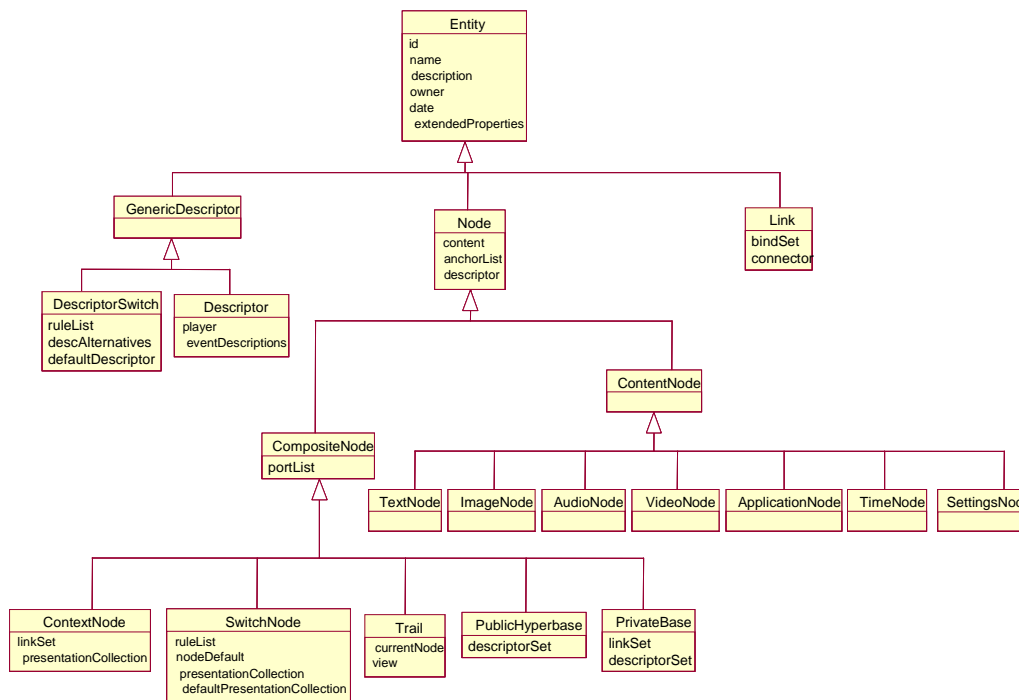 Entity
id
name
description
owner
date
extendedProperties
GenericDescriptor
Node
content
anchorList
descriptor
Link
bindSet
connector
DescriptorSwitch
ruleList
descAlternatives
defaultDescriptor
Descriptor
player
eventDescriptions
ContentNode
CompositeNode
portList
TextNode
ImageNode
AudioNode
VideoNode
ApplicationNode
TimeNode
SettingsNod
ContextNode
linkSet
presentationCollection
SwitchNode
ruleList
nodeDefault
presentationCollection
defaultPresentationCollection
Trail
currentNode
view
PublicHyperbase
descriptorSet
PrivateBase
linkSet
descriptorSet